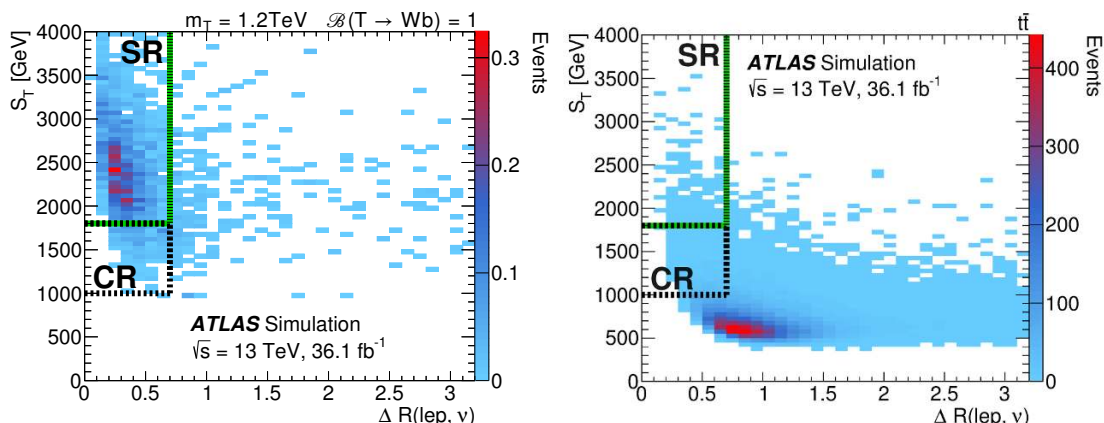 m_T = 1.2TeV ℬ(T → Wb) = 1
S_T [GeV]
4000
3500
3000
2500
2000
1500
1000
500
0
SR
CR
ATLAS Simulation
√s = 13 TeV, 36.1 fb⁻¹
0 0.5 1 1.5 2 2.5 3
Δ R(lep, ν)
Events
0.3
0.2
0.1
0
tt̄
S_T [GeV]
4000
3500
3000
2500
2000
1500
1000
500
0
SR
CR
ATLAS Simulation
√s = 13 TeV, 36.1 fb⁻¹
0 0.5 1 1.5 2 2.5 3
Δ R(lep, ν)
Events
400
300
200
100
0